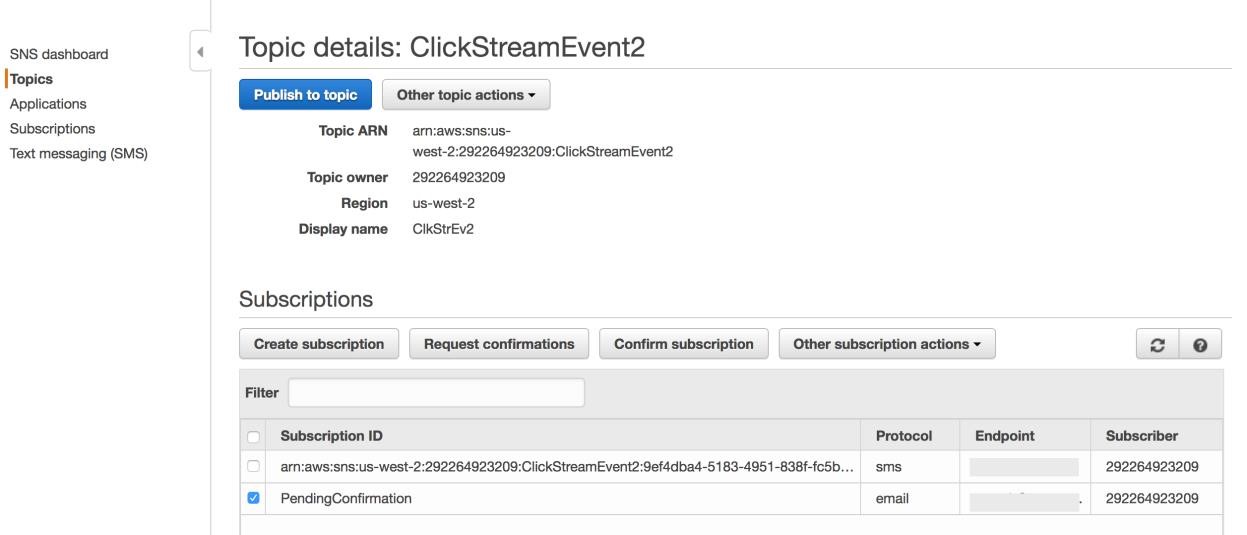 SNS dashboard
Topics
Applications
Subscriptions
Text messaging (SMS)
Topic details: ClickStreamEvent2
Publish to topic
Other topic actions
Topic ARN arn:aws:sns:us-
west-2:292264923209:ClickStreamEvent2
Topic owner 292264923209
Region us-west-2
Display name ClkStrEv2
Subscriptions
Create subscription Request confirmations Confirm subscription Other subscription actions
Filter
Subscription ID Protocol Endpoint Subscriber
arn:aws:sns:us-west-2:292264923209:ClickStreamEvent2:9ef4dba4-5183-4951-838f-fc5b... sms 292264923209
PendingConfirmation email 292264923209